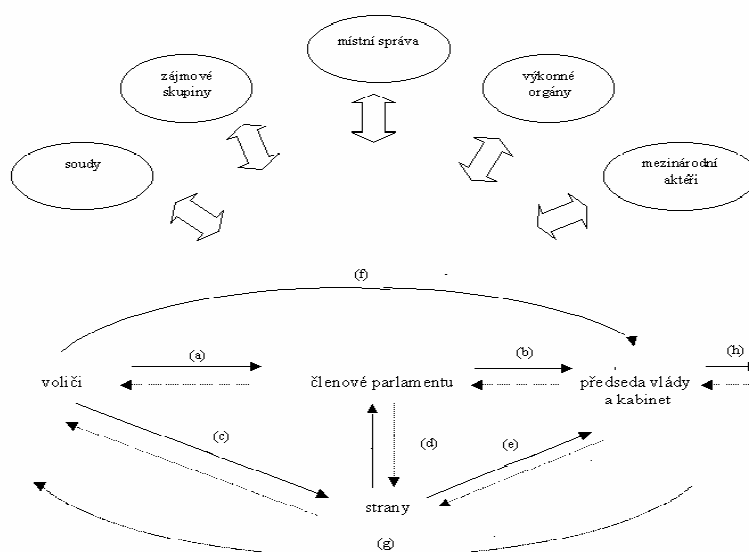 místní správa
zájmové
skupiny
výkonné
orgány
soudy
mezinárodní
aktéři
(f)
(a)
(b)
(h)
voliči
členové parlamentu
předseda vlády
a kabinet
(c)
(d)
(e)
strany
(g)